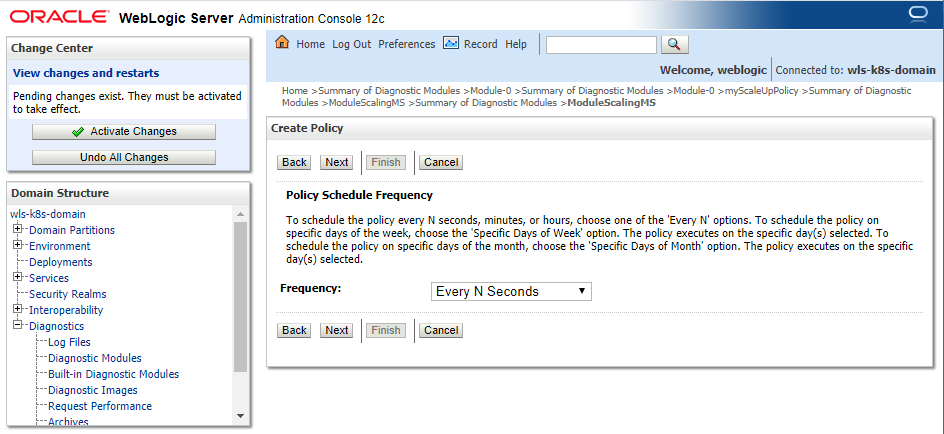 ORACLE® WebLogic Server Administration Console 12c
Change Center
View changes and restarts
Pending changes exist. They must be activated
to take effect.
Activate Changes
Undo All Changes
Domain Structure
wls-k8s-domain
Domain Partitions
Environment
Deployments
Services
Security Realms
Interoperability
Diagnostics
Log Files
Diagnostic Modules
Built-in Diagnostic Modules
Diagnostic Images
Request Performance
Archives
Home Log Out Preferences Record Help
Welcome, weblogic Connected to: wls-k8s-domain
Home >Summary of Diagnostic Modules >Module-0 >Summary of Diagnostic Modules >Module-0 >myScaleUpPolicy >Summary of Diagnostic
Modules >ModuleScalingMS >Summary of Diagnostic Modules >ModuleScalingMS
Create Policy
Back Next Finish Cancel
Policy Schedule Frequency
To schedule the policy every N seconds, minutes, or hours, choose one of the 'Every N' options. To schedule the policy on
specific days of the week, choose the 'Specific Days of Week' option. The policy executes on the specific day(s) selected. To
schedule the policy on specific days of the month, choose the 'Specific Days of Month' option. The policy executes on the specific
day(s) selected.
Frequency: Every N Seconds
Back Next Finish Cancel